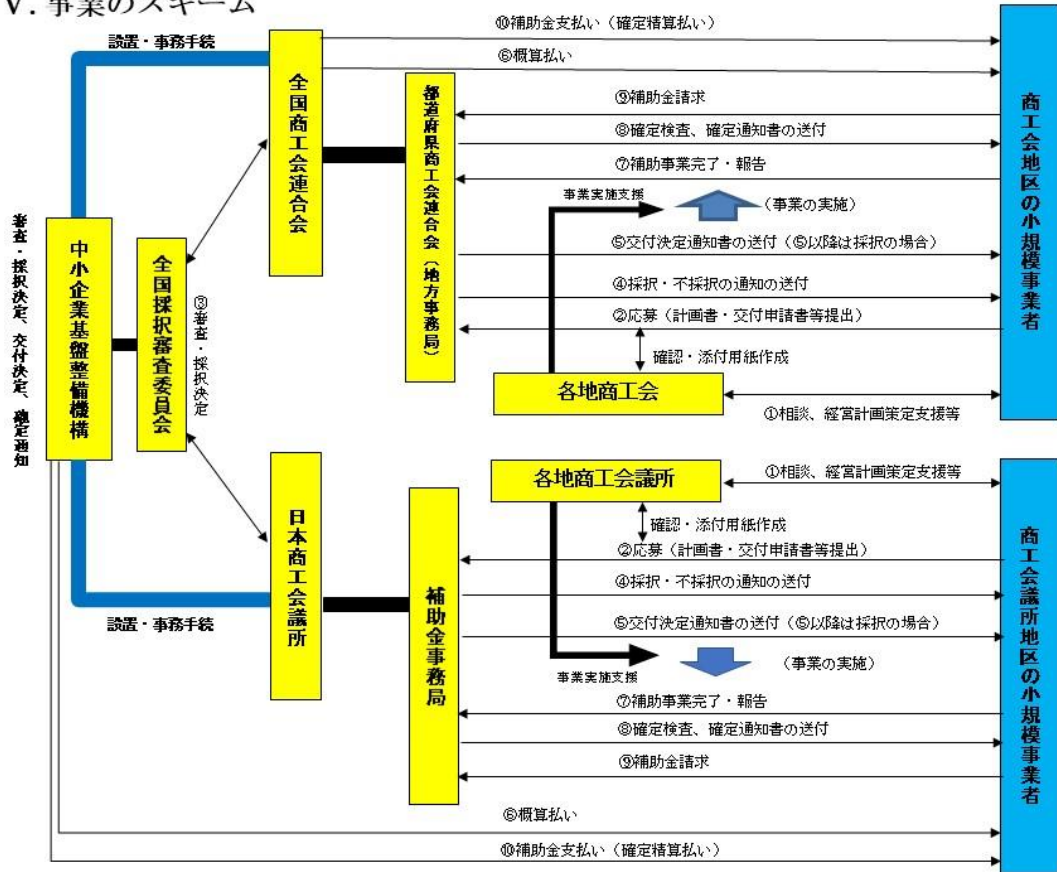 Ⅴ.事業のスキーム
設置・事務手続
⑩補助金支払い（確定精算払い）
⑥概算払い
全国商工会連合会
都道府県商工会連合会（地方事務局）
⑨補助金請求
⑧確定検査、確定通知書の送付
⑦補助事業完了・報告
事業実施支援
（事業の実施）
⑤交付決定通知書の送付（⑤以降は採択の場合）
④採択・不採択の通知の送付
②応募（計画書・交付申請書等提出）
確認・添付用紙作成
各地商工会
①相談、経営計画策定支援等
商工会地区の小規模事業者
審査・採択決定、交付決定、確定通知
中小企業基盤整備機構
全国採択審査委員会
③審査・採択決定
各地商工会議所
①相談、経営計画策定支援等
確認・添付用紙作成
②応募（計画書・交付申請書等提出）
④採択・不採択の通知の送付
⑤交付決定通知書の送付（⑤以降は採択の場合）
事業実施支援
（事業の実施）
⑦補助事業完了・報告
⑧確定検査、確定通知書の送付
⑨補助金請求
日本商工会議所
補助金事務局
設置・事務手続
商工会議所地区の小規模事業者
⑥概算払い
⑩補助金支払い（確定精算払い）